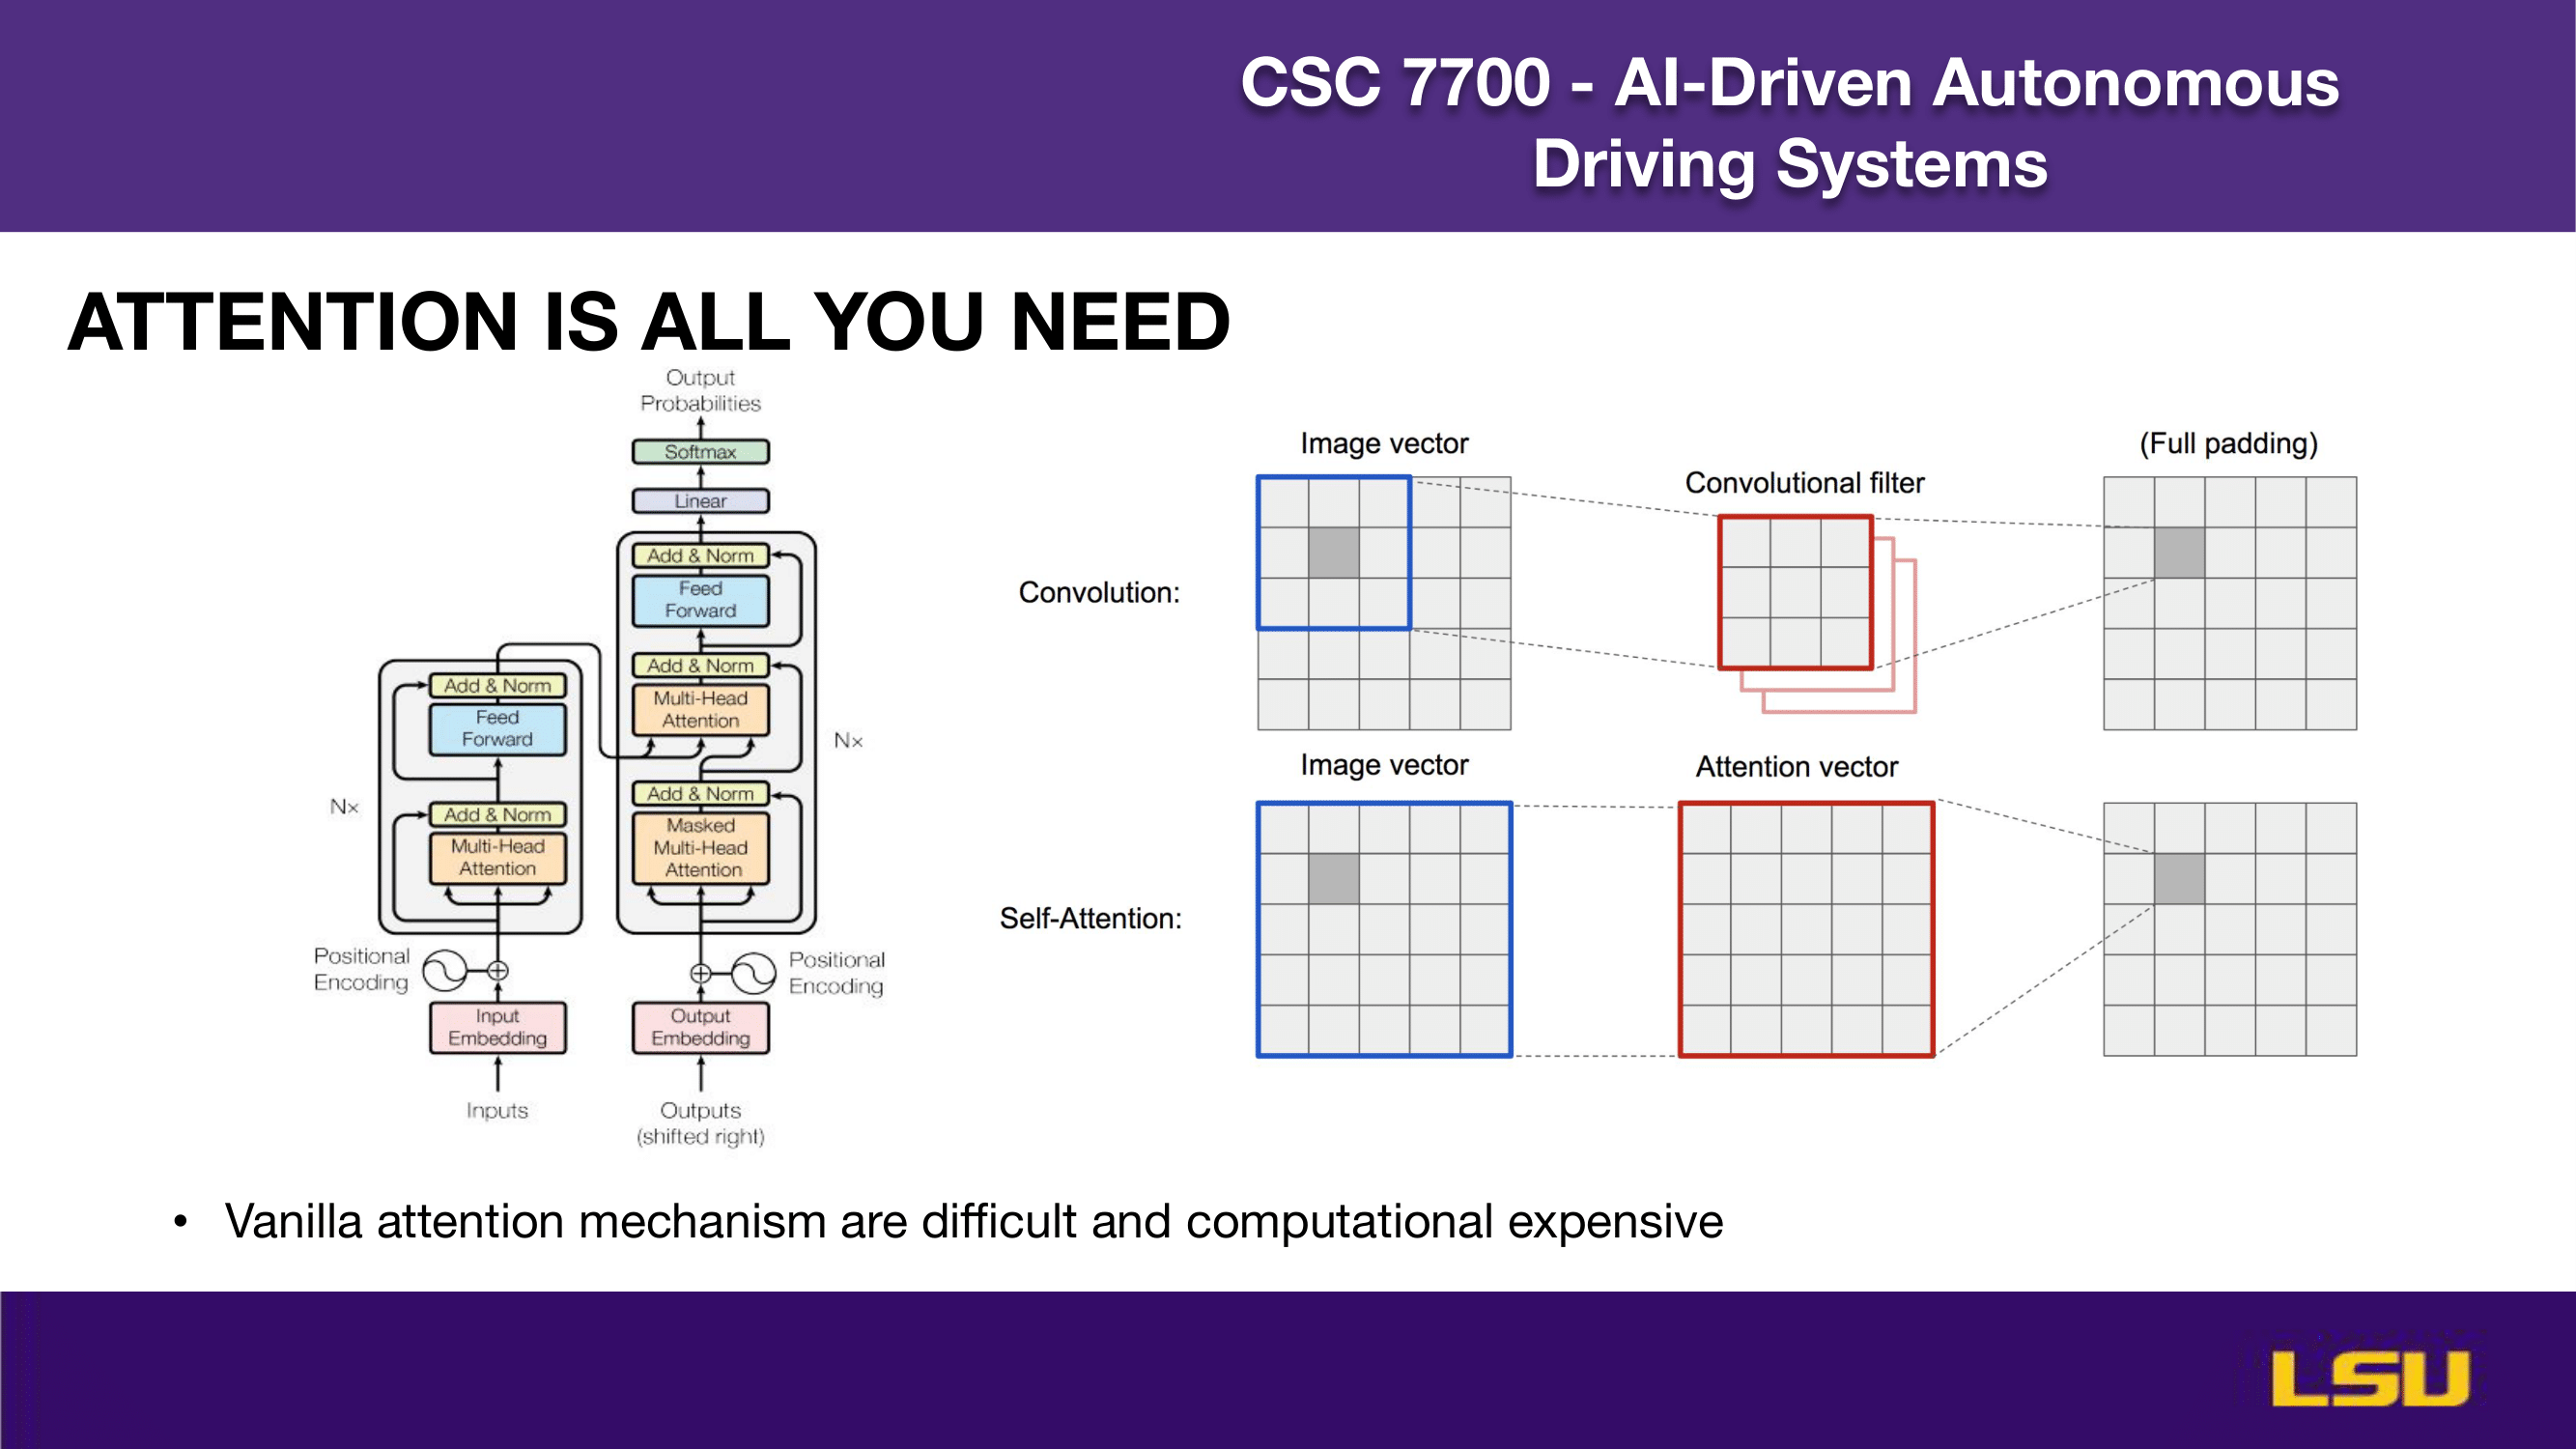 CSC 7700 - AI-Driven Autonomous
Driving Systems
ATTENTION IS ALL YOU NEED
Output
Probabilities
Softmax
Linear
Add & Norm
Feed
Forward
Add & Norm
Multi-Head
Attention
Nx
Add & Norm
Masked
Multi-Head
Attention
Add & Norm
Feed
Forward
Nx
Add & Norm
Multi-Head
Attention
Positional
Encoding
Positional
Encoding
Input
Embedding
Output
Embedding
Inputs
Outputs
(shifted right)
Image vector
(Full padding)
Convolutional filter
Convolution:
Image vector
Attention vector
Self-Attention:
• Vanilla attention mechanism are difficult and computational expensive
LSU